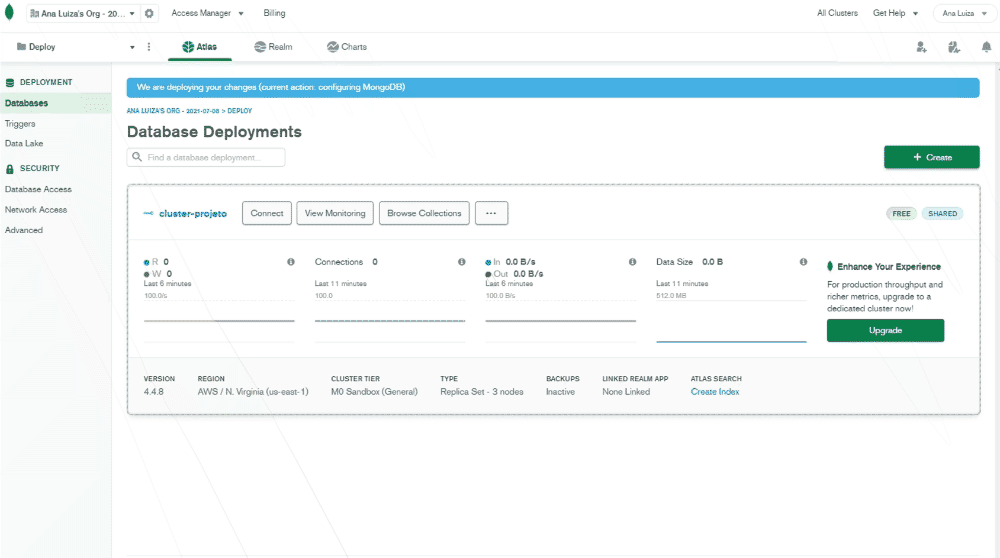 Ana Luiza's Org - 20...
Access Manager
Billing
All Clusters
Get Help
Ana Luiza
Deploy
Atlas
Realm
Charts
DEPLOYMENT
Databases
Triggers
Data Lake
SECURITY
Database Access
Network Access
Advanced
We are deploying your changes (current action: configuring MongoDB)
ANA LUIZA'S ORG - 2021-07-08 > DEPLOY
Database Deployments
Find a database deployment...
+ Create
cluster-projeto
Connect
View Monitoring
Browse Collections
...
FREE
SHARED
R 0
W 0
Last 6 minutes
100.0/s
Connections 0
Last 11 minutes
100.0
In 0.0 B/s
Out 0.0 B/s
Last 6 minutes
100.0 B/s
Data Size 0.0 B
Last 11 minutes
512.0 MB
Enhance Your Experience
For production throughput and
richer metrics, upgrade to a
dedicated cluster now!
Upgrade
VERSION
4.4.8
REGION
AWS / N. Virginia (us-east-1)
CLUSTER TIER
M0 Sandbox (General)
TYPE
Replica Set - 3 nodes
BACKUPS
Inactive
LINKED REALM APP
None Linked
ATLAS SEARCH
Create Index